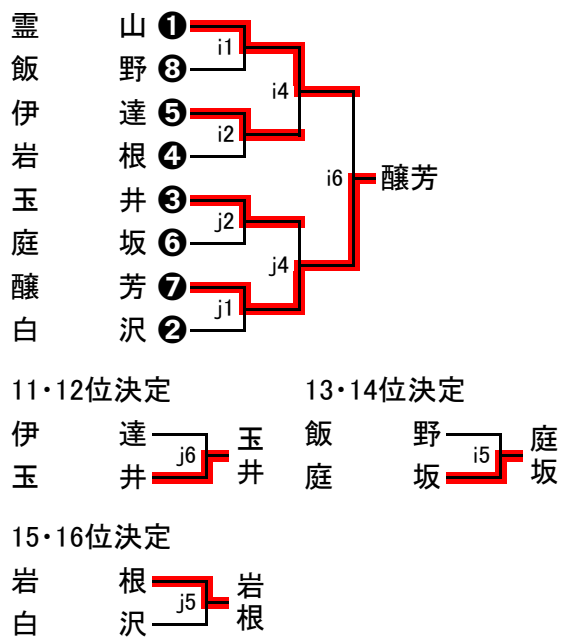 霊山❶
i1
飯野❽
i4
伊達❺
i2
岩根❹
i6
醸芳
玉井❸
j2
庭坂❻
j4
醸芳❼
j1
白沢❷
11・12位決定
伊達
j6
玉井
玉井
13・14位決定
飯野
i5
庭坂
庭坂
15・16位決定
岩根
j5
岩根
白沢